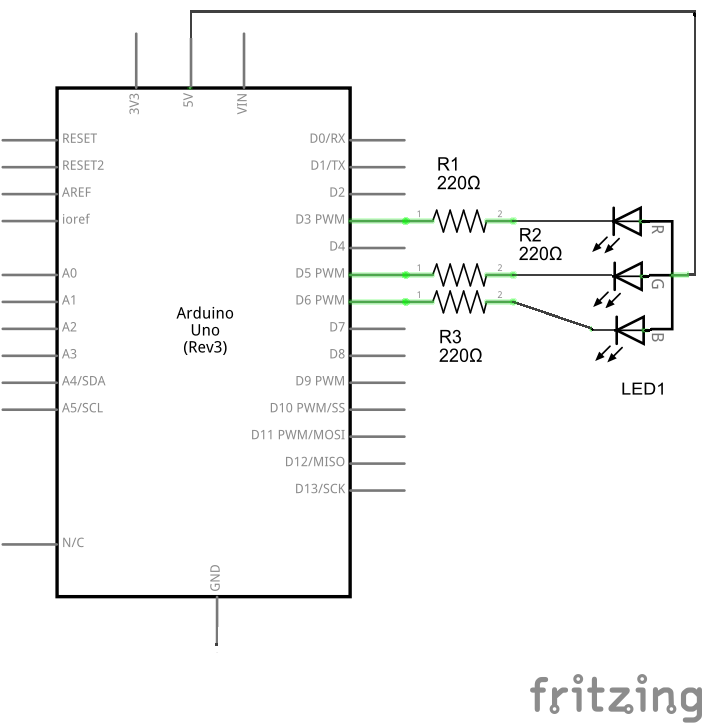 3V3
5V
VIN
RESET
RESET2
AREF
ioref
A0
A1
A2
A3
A4/SDA
A5/SCL
N/C
Arduino
Uno
(Rev3)
D0/RX
D1/TX
D2
D3 PWM
D4
D5 PWM
D6 PWM
D7
D8
D9 PWM
D10 PWM/SS
D11 PWM/MOSI
D12/MISO
D13/SCK
GND
R1
220Ω
1
2
R2
220Ω
1
2
1
2
R3
220Ω
R
G
B
LED1
fritzing